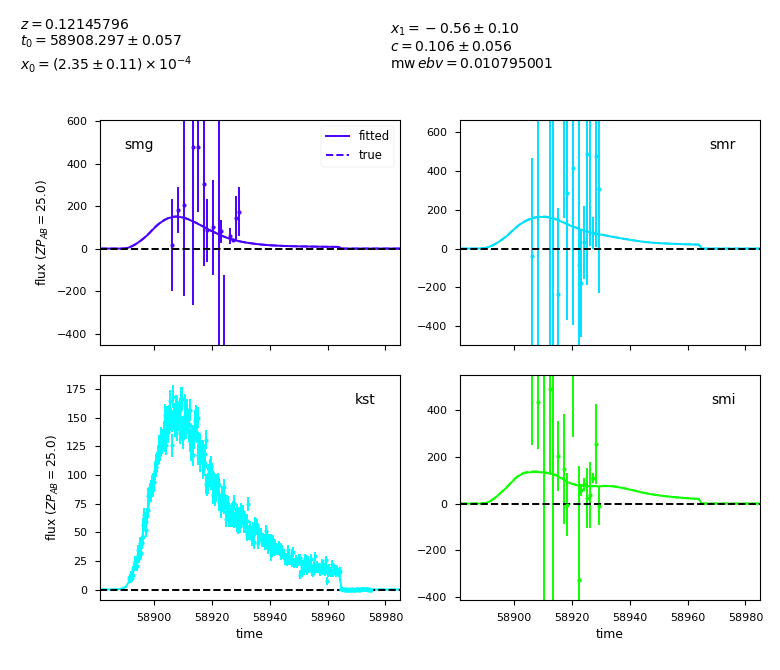 z = 0.12145796
t₀ = 58908.297 ± 0.057
x₀ = (2.35 ± 0.11) × 10⁻⁴
x₁ = −0.56 ± 0.10
c = 0.106 ± 0.056
mw ebv = 0.010795001
600
400
200
0
−200
−400
flux (ZP_AB = 25.0)
smg
fitted
true
600
400
200
0
−200
−400
smr
175
150
125
100
75
50
25
0
flux (ZP_AB = 25.0)
kst
58900 58920 58940 58960 58980
time
400
200
0
−200
−400
smi
58900 58920 58940 58960 58980
time